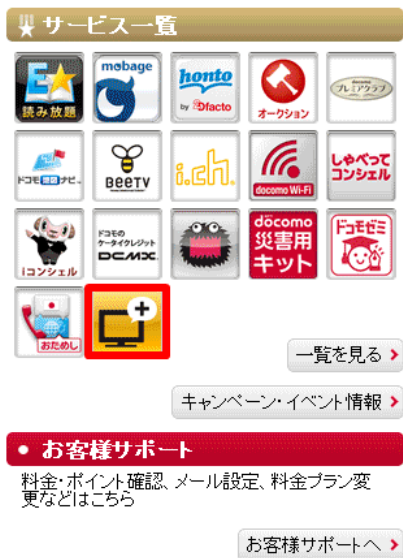 サービス一覧
E★
読み放題
mobage
honto
by 2Dfacto
オークション
docomo
プレミアクラブ
ドコモ地図ナビ
BeeTV
i.ch.
docomo Wi-Fi
しゃべって
コンシェル
iコンシェル
ドコモの
ケータイクレジット
DCMX
docomo
災害用
キット
ドコモゼミ
おためし
一覧を見る
キャンペーン・イベント情報
お客様サポート
料金・ポイント確認、メール設定、料金プラン変
更などはこちら
お客様サポートへ